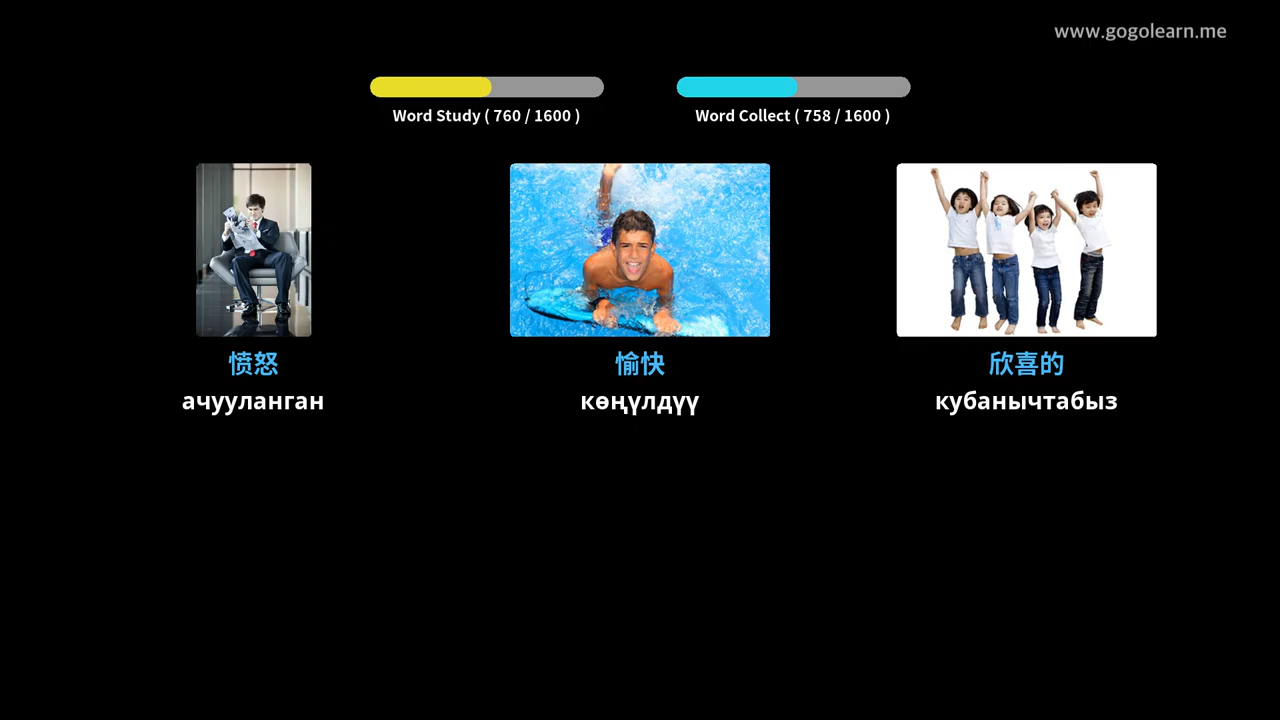 www.gogolearn.me
Word Study ( 760 / 1600 )
Word Collect ( 758 / 1600 )
愤怒
愉快
欣喜的
ачууланган
көңүлдүү
кубанычтабыз